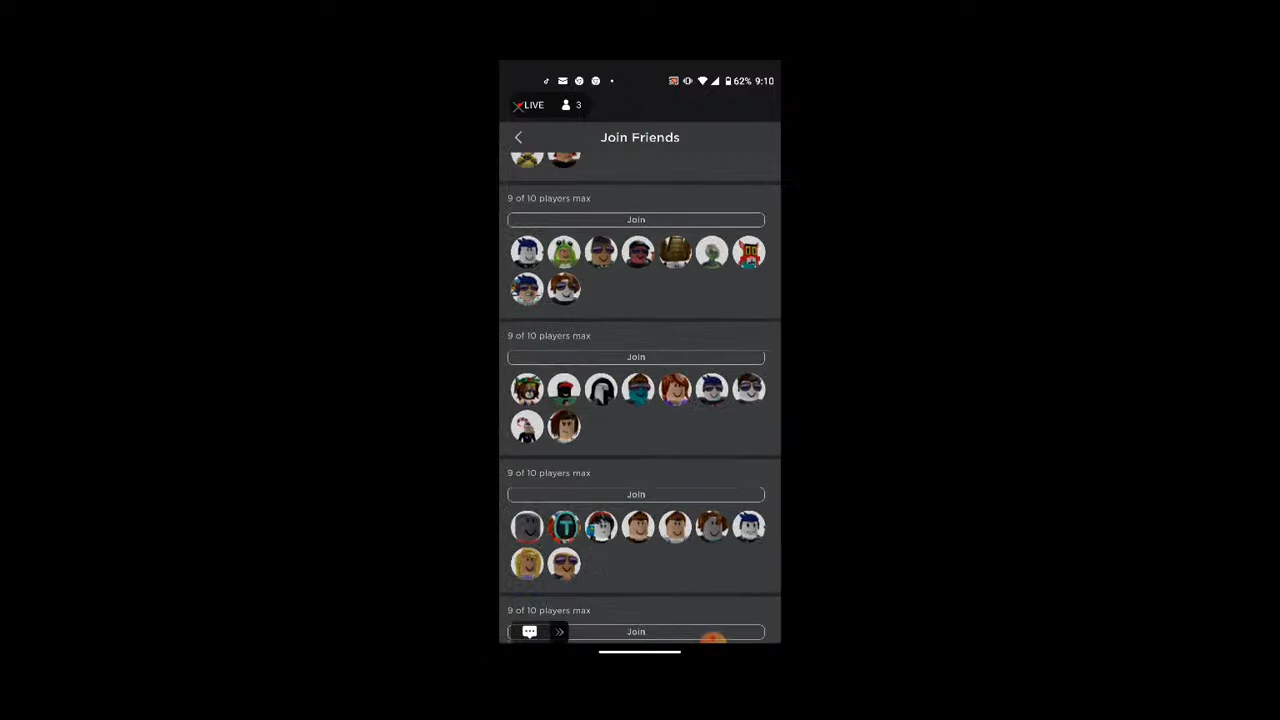 62% 9:10
LIVE 3
Join Friends
9 of 10 players max
Join
9 of 10 players max
Join
9 of 10 players max
Join
T
9 of 10 players max
Join